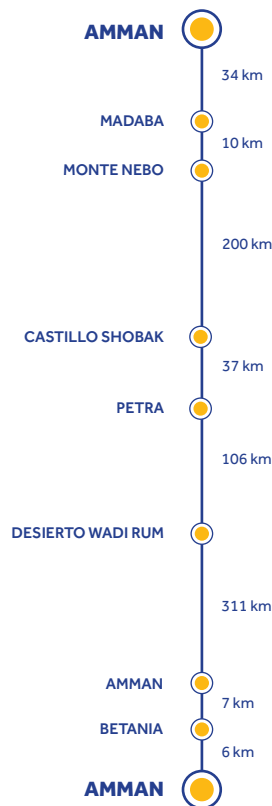 AMMAN
34 km
MADABA
10 km
MONTE NEBO
200 km
CASTILLO SHOBAK
37 km
PETRA
106 km
DESIERTO WADI RUM
311 km
AMMAN
7 km
BETANIA
6 km
AMMAN